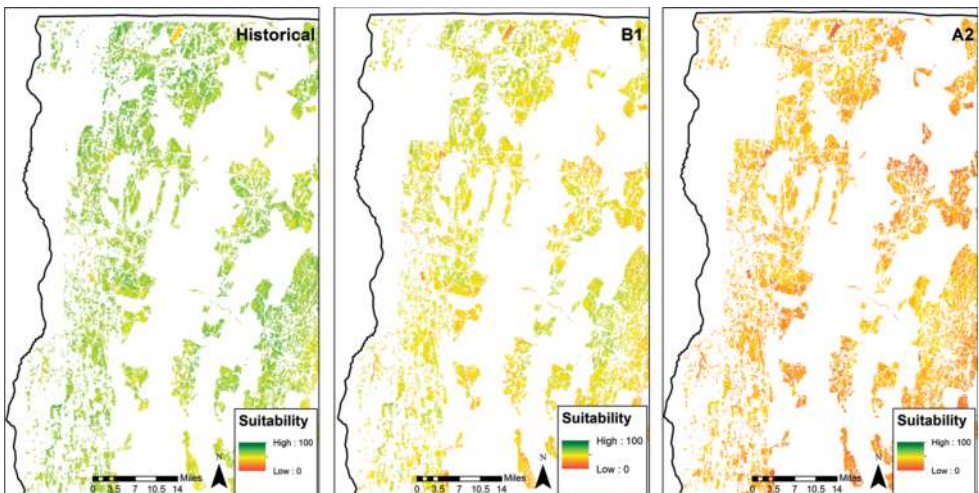 Historical
Suitability
High : 100
Low : 0
N
Miles
0 3.5 7 10.5 14
B1
Suitability
High : 100
Low : 0
N
Miles
0 3.5 7 10.5 14
A2
Suitability
High : 100
Low : 0
N
Miles
0 3.5 7 10.5 14